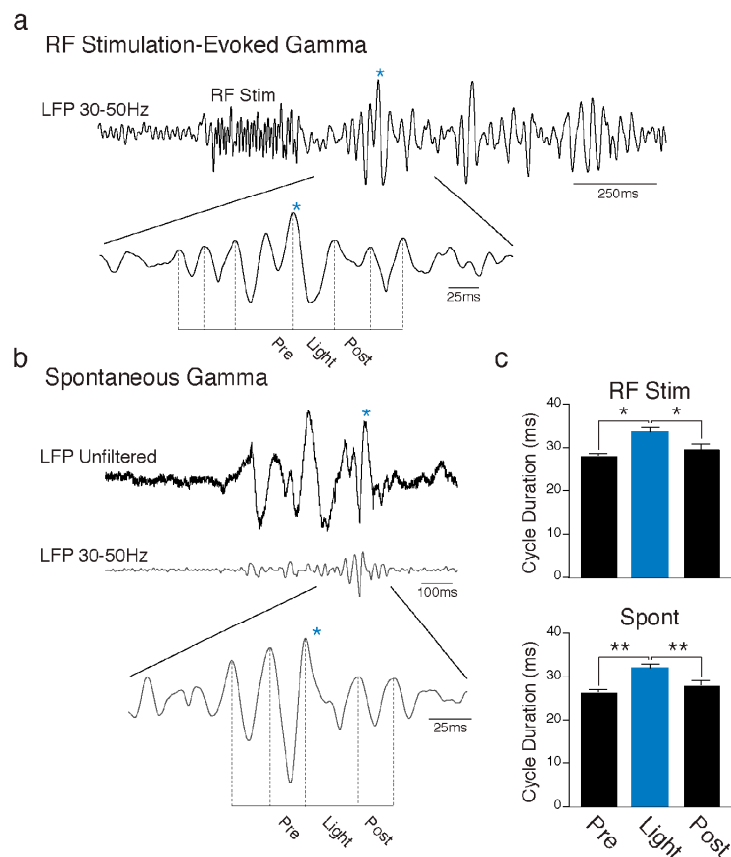 a
RF Stimulation-Evoked Gamma
*
RF Stim
LFP 30-50Hz
250ms
*
25ms
Pre Light Post
b
Spontaneous Gamma
*
LFP Unfiltered
LFP 30-50Hz
100ms
*
25ms
Pre Light Post
c
RF Stim
40
* *
30
20
10
0
Cycle Duration (ms)
Spont
40
** **
30
20
10
0
Cycle Duration (ms)
Pre Light Post